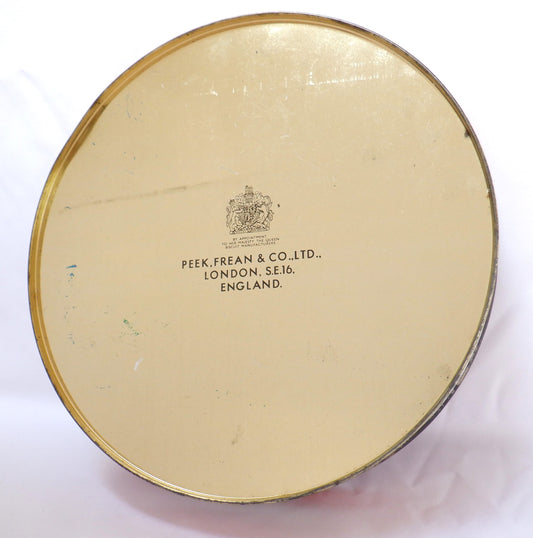 BY APPOINTMENT
TO HER MAJESTY THE QUEEN
BISCUIT MANUFACTURERS
PEEK, FREAN & CO., LTD.,
LONDON, S.E.16,
ENGLAND.